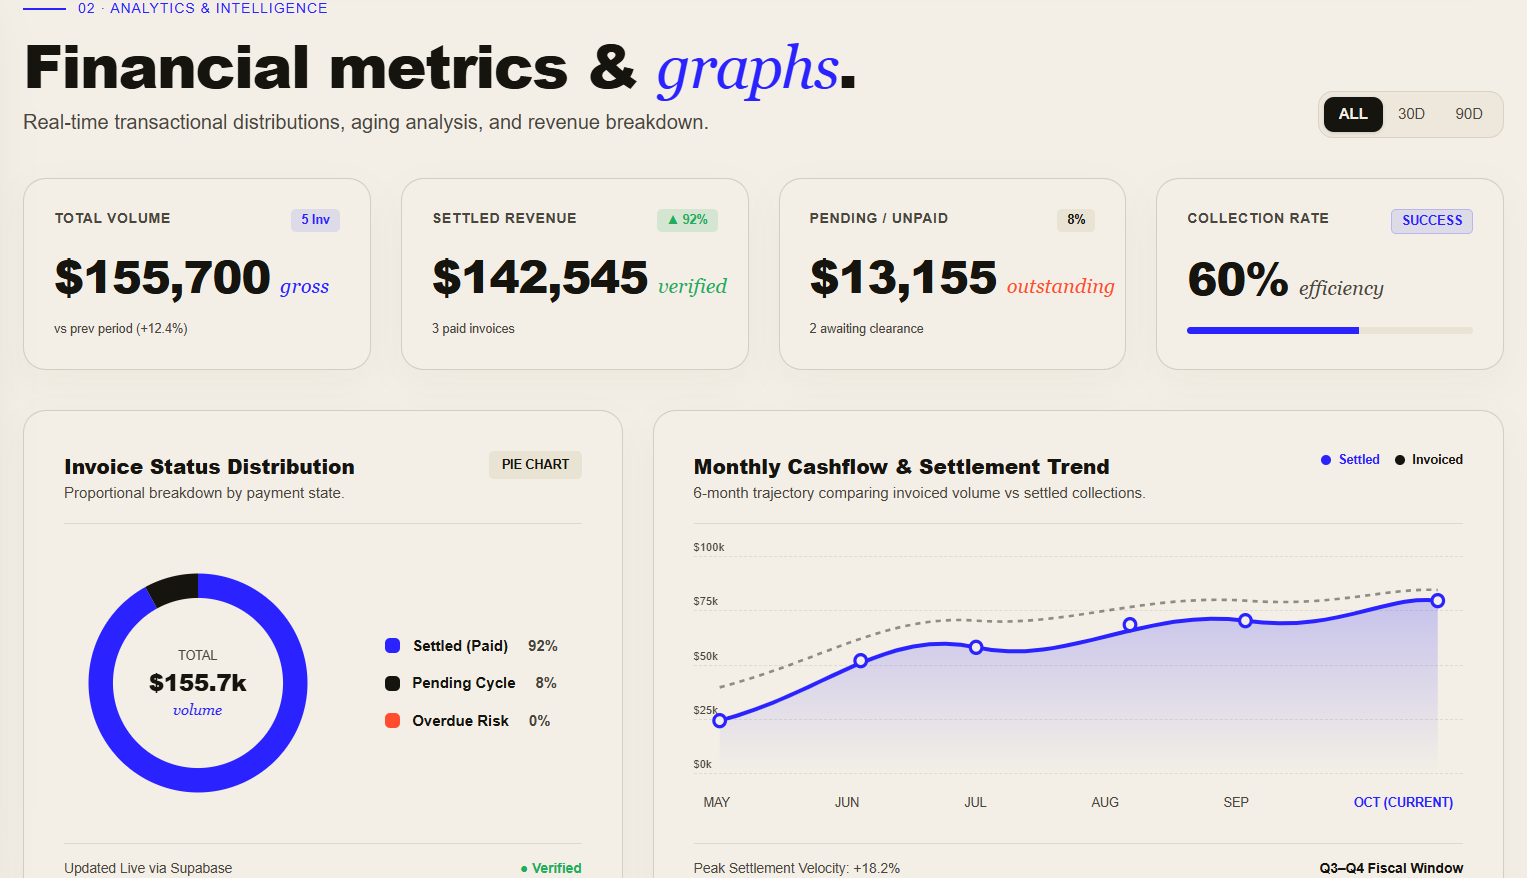 02 · ANALYTICS & INTELLIGENCE
Financial metrics & graphs.
Real-time transactional distributions, aging analysis, and revenue breakdown.
ALL 30D 90D
TOTAL VOLUME 5 Inv
$155,700 gross
vs prev period (+12.4%)
SETTLED REVENUE ▲ 92%
$142,545 verified
3 paid invoices
PENDING / UNPAID 8%
$13,155 outstanding
2 awaiting clearance
COLLECTION RATE SUCCESS
60% efficiency
Invoice Status Distribution PIE CHART
Proportional breakdown by payment state.
TOTAL
$155.7k
volume
Settled (Paid) 92%
Pending Cycle 8%
Overdue Risk 0%
Updated Live via Supabase ● Verified
Monthly Cashflow & Settlement Trend Settled Invoiced
6-month trajectory comparing invoiced volume vs settled collections.
$100k
$75k
$50k
$25k
$0k
MAY JUN JUL AUG SEP OCT (CURRENT)
Peak Settlement Velocity: +18.2% Q3–Q4 Fiscal Window